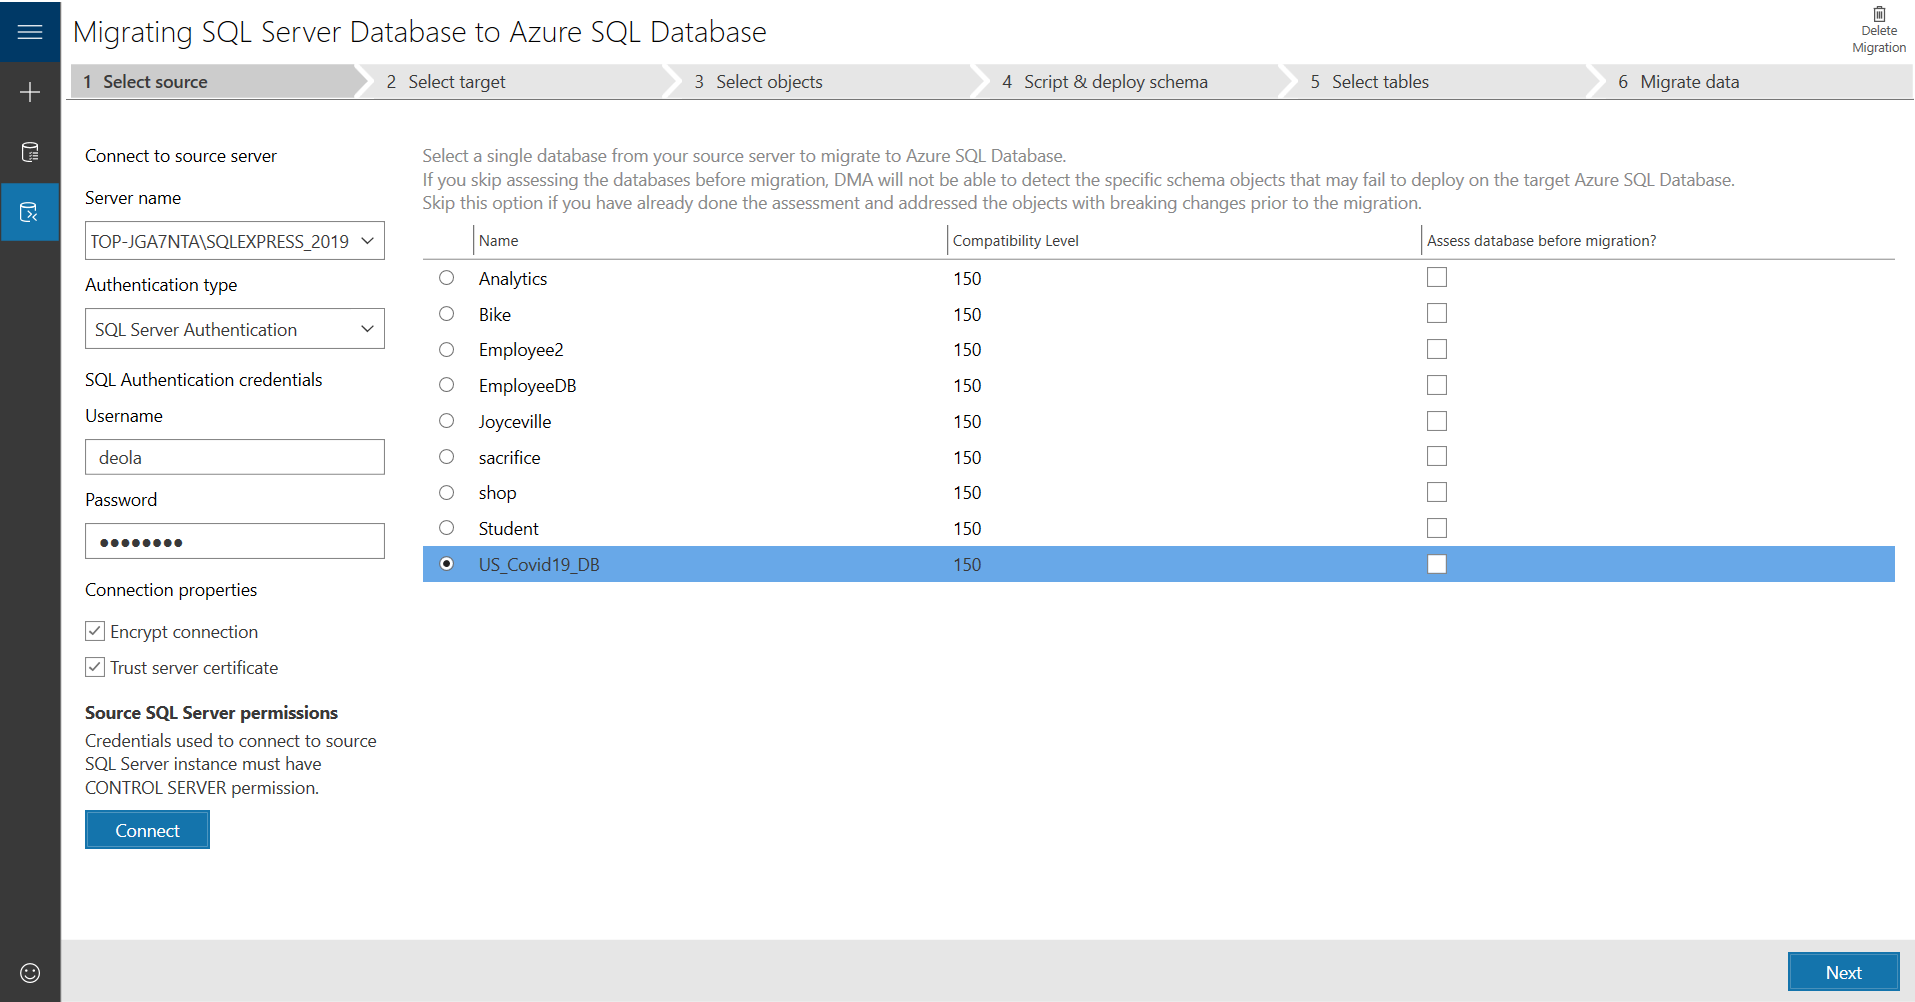 Migrating SQL Server Database to Azure SQL Database
Delete
Migration
1 Select source
2 Select target
3 Select objects
4 Script & deploy schema
5 Select tables
6 Migrate data
Connect to source server
Server name
TOP-JGA7NTA\SQLEXPRESS_2019
Authentication type
SQL Server Authentication
SQL Authentication credentials
Username
deola
Password
●●●●●●●●
Connection properties
Encrypt connection
Trust server certificate
Source SQL Server permissions
Credentials used to connect to source
SQL Server instance must have
CONTROL SERVER permission.
Connect
Select a single database from your source server to migrate to Azure SQL Database.
If you skip assessing the databases before migration, DMA will not be able to detect the specific schema objects that may fail to deploy on the target Azure SQL Database.
Skip this option if you have already done the assessment and addressed the objects with breaking changes prior to the migration.
Name Compatibility Level Assess database before migration?
Analytics 150
Bike 150
Employee2 150
EmployeeDB 150
Joyceville 150
sacrifice 150
shop 150
Student 150
US_Covid19_DB 150
Next